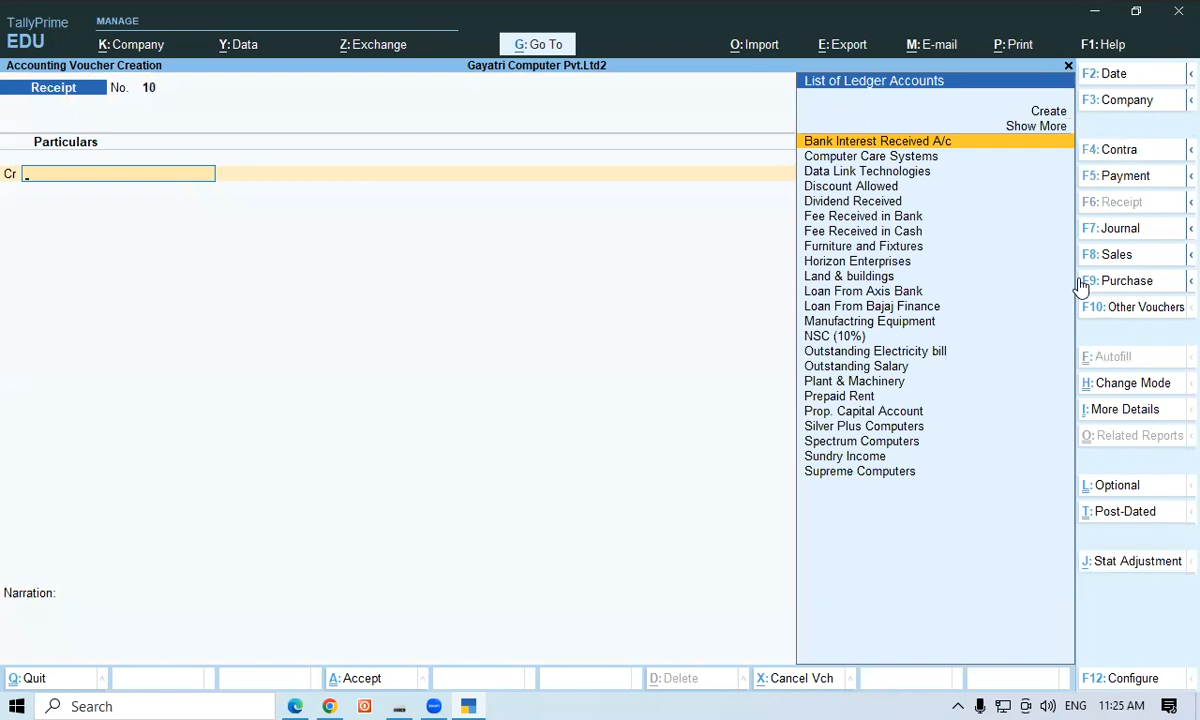 TallyPrime
EDU
MANAGE
K: Company
Y: Data
Z: Exchange
G: Go To
O: Import
E: Export
M: E-mail
P: Print
F1: Help
Accounting Voucher Creation
Gayatri Computer Pvt.Ltd2
Receipt No. 10
Particulars
Cr
List of Ledger Accounts
Create
Show More
Bank Interest Received A/c
Computer Care Systems
Data Link Technologies
Discount Allowed
Dividend Received
Fee Received in Bank
Fee Received in Cash
Furniture and Fixtures
Horizon Enterprises
Land & buildings
Loan From Axis Bank
Loan From Bajaj Finance
Manufactring Equipment
NSC (10%)
Outstanding Electricity bill
Outstanding Salary
Plant & Machinery
Prepaid Rent
Prop. Capital Account
Silver Plus Computers
Spectrum Computers
Sundry Income
Supreme Computers
F2: Date
F3: Company
F4: Contra
F5: Payment
F6: Receipt
F7: Journal
F8: Sales
F9: Purchase
F10: Other Vouchers
E: Autofill
H: Change Mode
I: More Details
O: Related Reports
L: Optional
T: Post-Dated
J: Stat Adjustment
Narration:
Q: Quit
A: Accept
D: Delete
X: Cancel Vch
F12: Configure
Search
ENG
11:25 AM